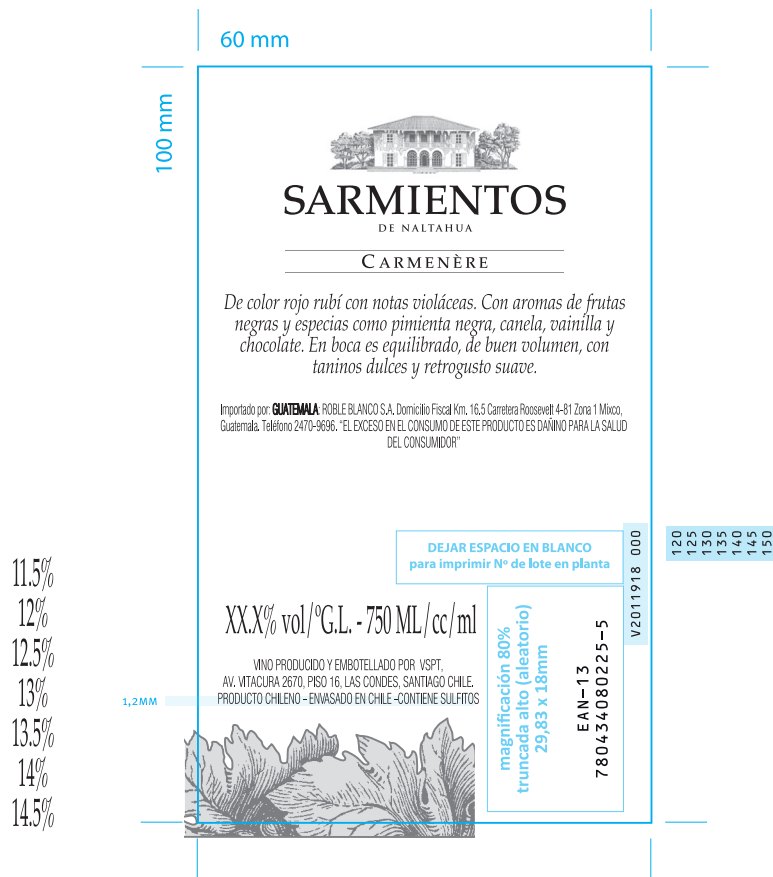 60 mm
100 mm
SARMIENTOS
DE NALTAHUA
CARMENÈRE
De color rojo rubí con notas violáceas. Con aromas de frutas
negras y especias como pimienta negra, canela, vainilla y
chocolate. En boca es equilibrado, de buen volumen, con
taninos dulces y retrogusto suave.
Importado por: GUATEMALA: ROBLE BLANCO S.A. Domicilio Fiscal Km. 16.5 Carretera Roosevelt 4-81 Zona 1 Mixco,
Guatemala. Teléfono 2470-9696. "EL EXCESO EN EL CONSUMO DE ESTE PRODUCTO ES DAÑINO PARA LA SALUD
DEL CONSUMIDOR"
DEJAR ESPACIO EN BLANCO
para imprimir Nº de lote en planta
V2011918 000
120
125
130
135
140
145
150
11.5%
12%
12.5%
13%
13.5%
14%
14.5%
XX.X% vol/°G.L. - 750 ML/cc/ml
VINO PRODUCIDO Y EMBOTELLADO POR VSPT,
AV. VITACURA 2670, PISO 16, LAS CONDES, SANTIAGO CHILE.
PRODUCTO CHILENO - ENVASADO EN CHILE -CONTIENE SULFITOS
1,2MM
magnificación 80%
truncada alto (aleatorio)
29,83 x 18mm
EAN-13
780434080225-5